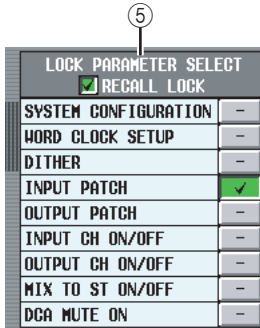 ⑤
LOCK PARAMETER SELECT
RECALL LOCK
SYSTEM CONFIGURATION –
WORD CLOCK SETUP –
DITHER –
INPUT PATCH ✓
OUTPUT PATCH –
INPUT CH ON/OFF –
OUTPUT CH ON/OFF –
MIX TO ST ON/OFF –
DCA MUTE ON –